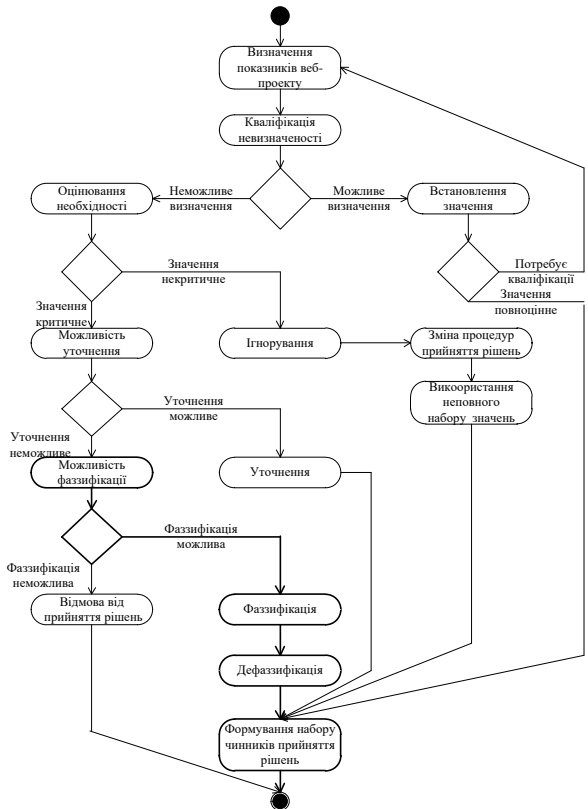 Визначення
показників веб-
проекту
Кваліфікація
невизначеності
Оцінювання
необхідності
Неможливе
визначення
Можливе
визначення
Встановлення
значення
Значення
некритичне
Потребує
кваліфікації
Значення
повноцінне
Значення
критичне
Можливість
уточнення
Ігнорування
Зміна процедур
прийняття рішень
Викоористання
неповного
набору значень
Уточнення
можливе
Уточнення
неможливе
Можливість
фаззифікації
Уточнення
Фаззифікація
можлива
Фаззифікація
неможлива
Відмова від
прийняття рішень
Фаззифікація
Дефаззифікація
Формування набору
чинників прийняття
рішень